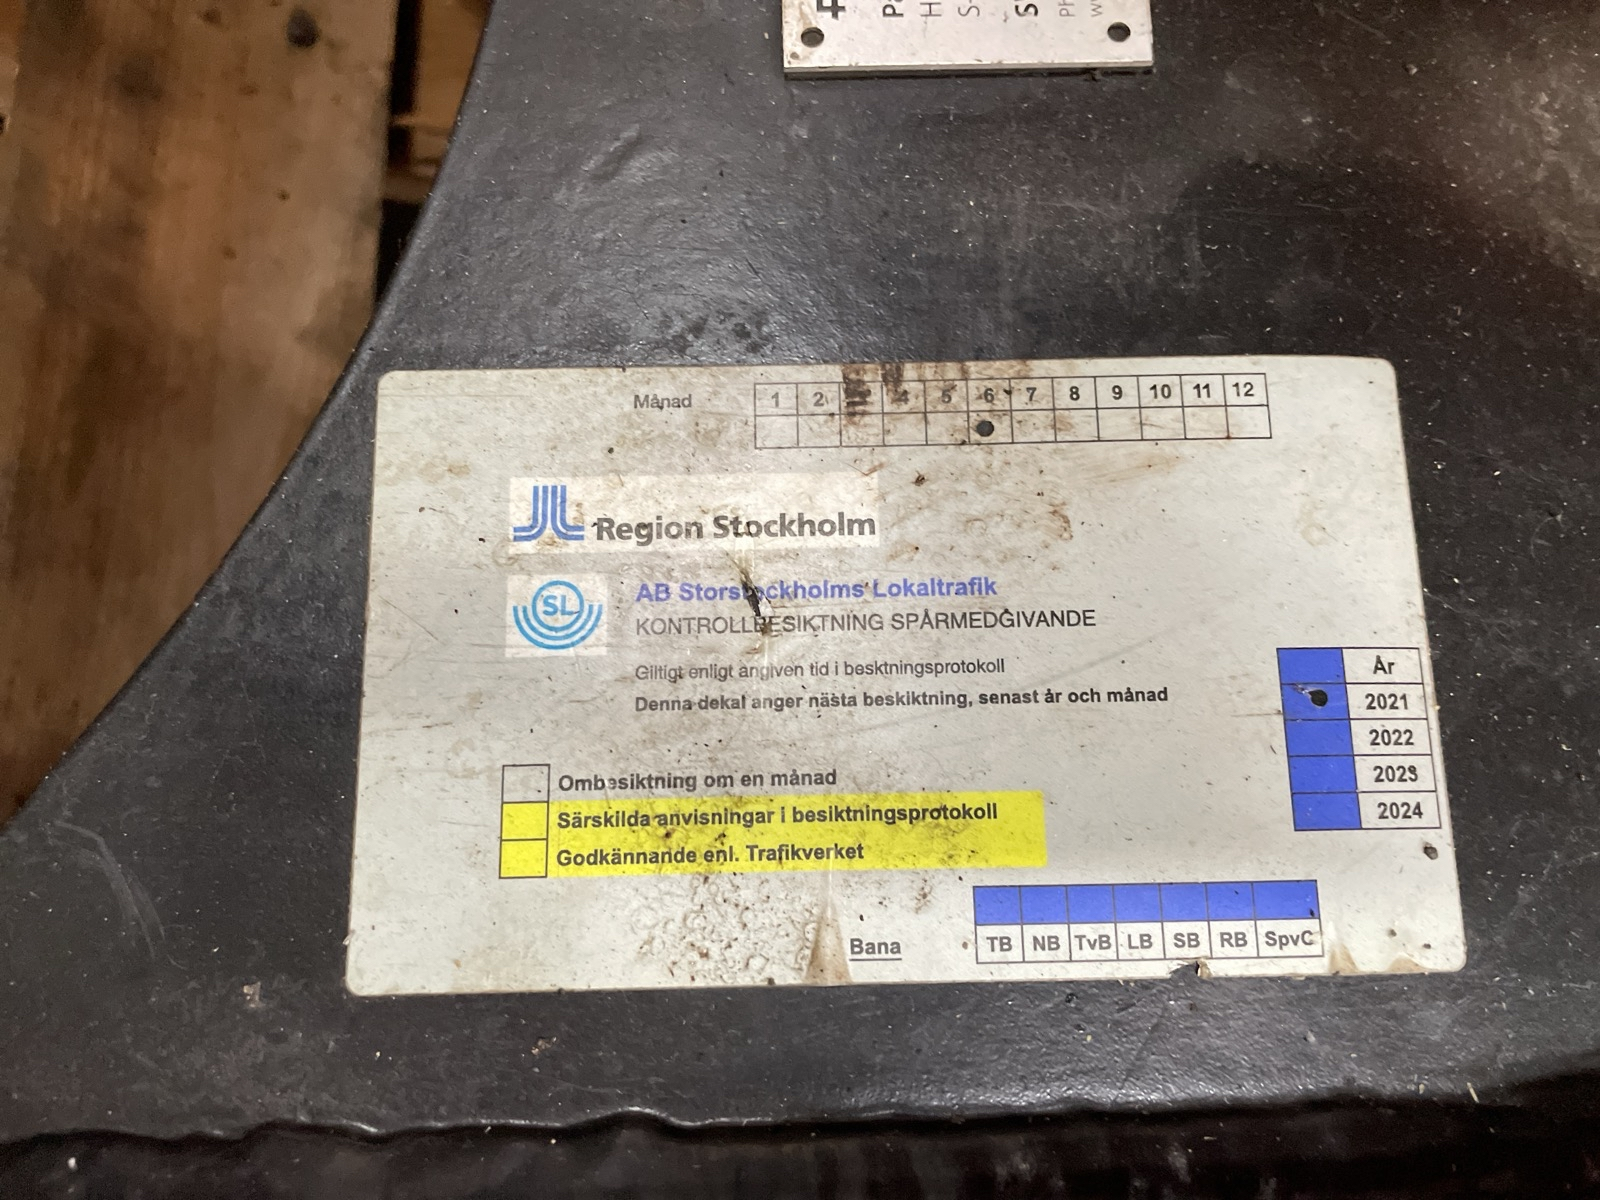 Månad 1 2 3 4 5 6 7 8 9 10 11 12
Region Stockholm
SL
AB Storstockholms Lokaltrafik
KONTROLLBESIKTNING SPÅRMEDGIVANDE
Giltigt enligt angiven tid i besktningsprotokoll
Denna dekal anger nästa beskiktning, senast år och månad
År
2021
2022
2023
2024
Ombesiktning om en månad
Särskilda anvisningar i besiktningsprotokoll
Godkännande enl. Trafikverket
Bana TB NB TvB LB SB RB SpvC